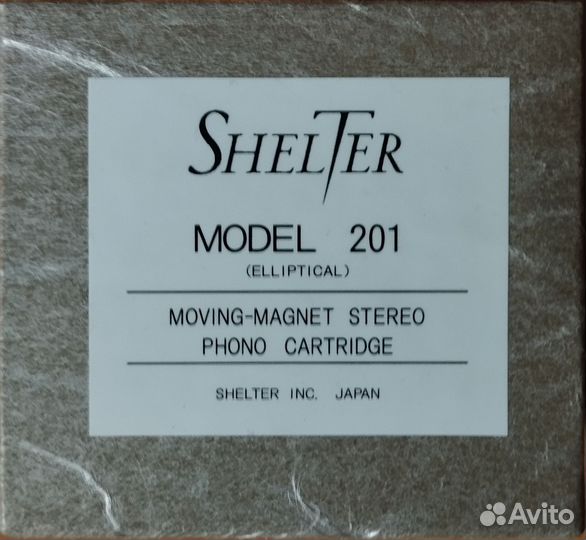 SHELTER
MODEL 201
(ELLIPTICAL)
MOVING-MAGNET STEREO
PHONO CARTRIDGE
SHELTER INC. JAPAN
Avito